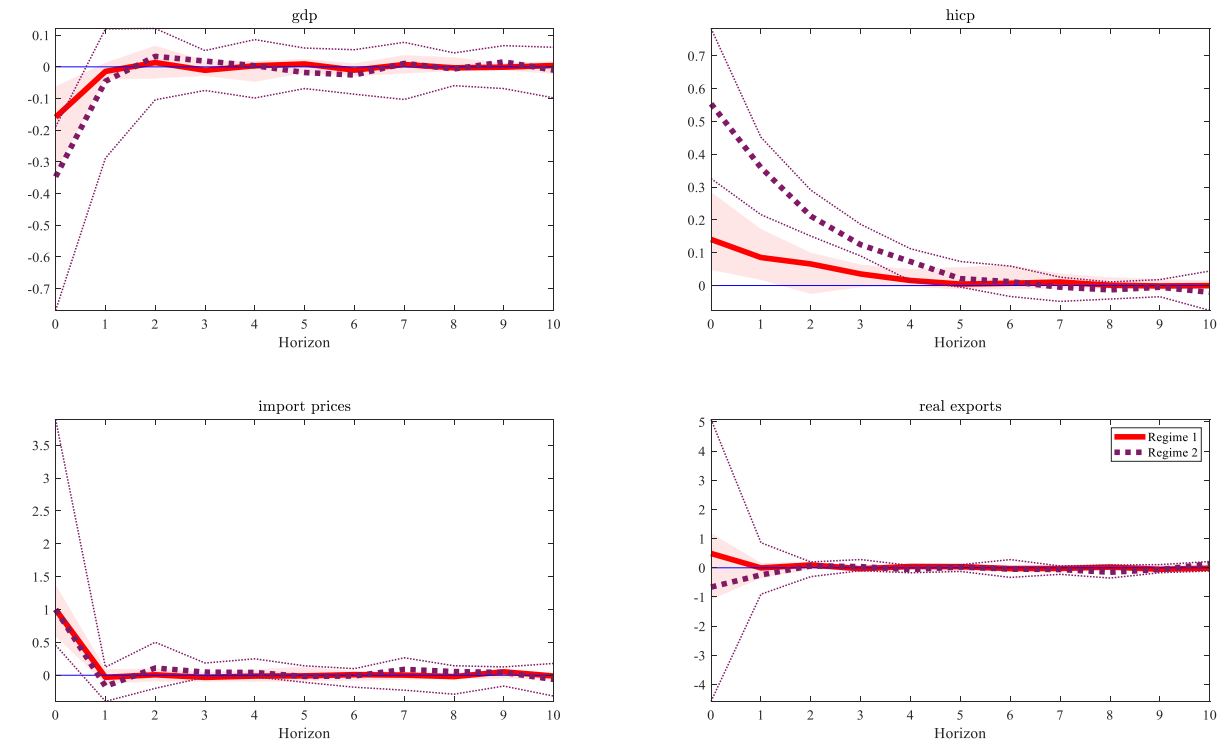 gdp
0.1
0
-0.1
-0.2
-0.3
-0.4
-0.5
-0.6
-0.7
0 1 2 3 4 5 6 7 8 9 10
Horizon
hicp
0.7
0.6
0.5
0.4
0.3
0.2
0.1
0
0 1 2 3 4 5 6 7 8 9 10
Horizon
import prices
3.5
3
2.5
2
1.5
1
0.5
0
0 1 2 3 4 5 6 7 8 9 10
Horizon
real exports
5
4
3
2
1
0
-1
-2
-3
-4
0 1 2 3 4 5 6 7 8 9 10
Horizon
Regime 1
Regime 2